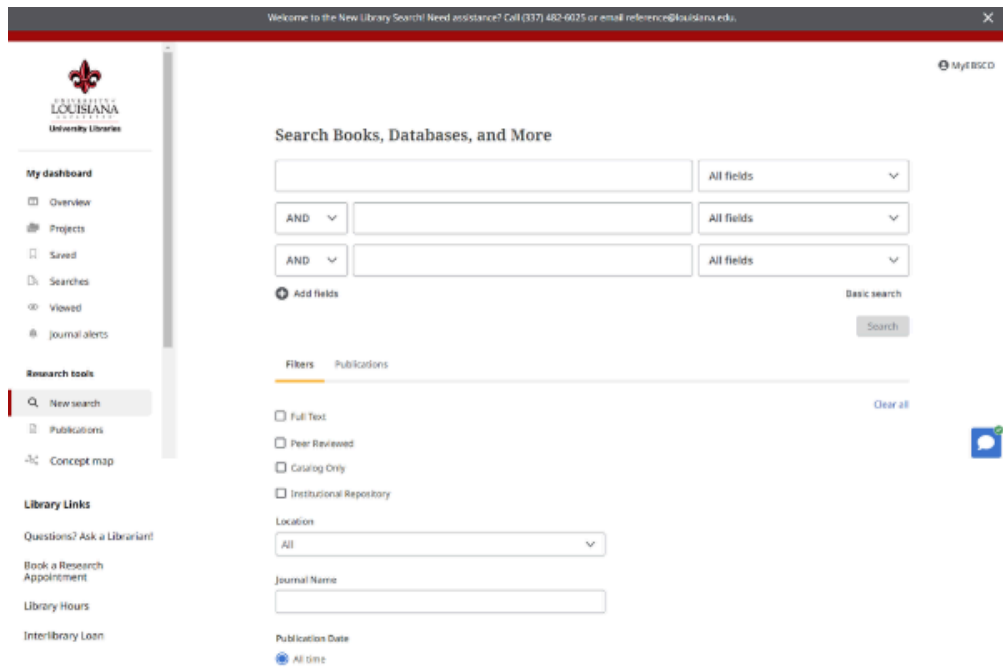 Welcome to the New Library Search! Need assistance? Call (337) 482-6025 or email reference@louisiana.edu.
MyEBSCO
UNIVERSITY of
LOUISIANA
LAFAYETTE
University Libraries
My dashboard
Overview
Projects
Saved
Searches
Viewed
Journal alerts
Research tools
New search
Publications
Concept map
Library Links
Questions? Ask a Librarian!
Book a Research
Appointment
Library Hours
Interlibrary Loan
Search Books, Databases, and More
All fields
AND
All fields
AND
All fields
Add fields
Basic search
Search
Filters
Publications
Clear all
Full Text
Peer Reviewed
Catalog Only
Institutional Repository
Location
All
Journal Name
Publication Date
All time